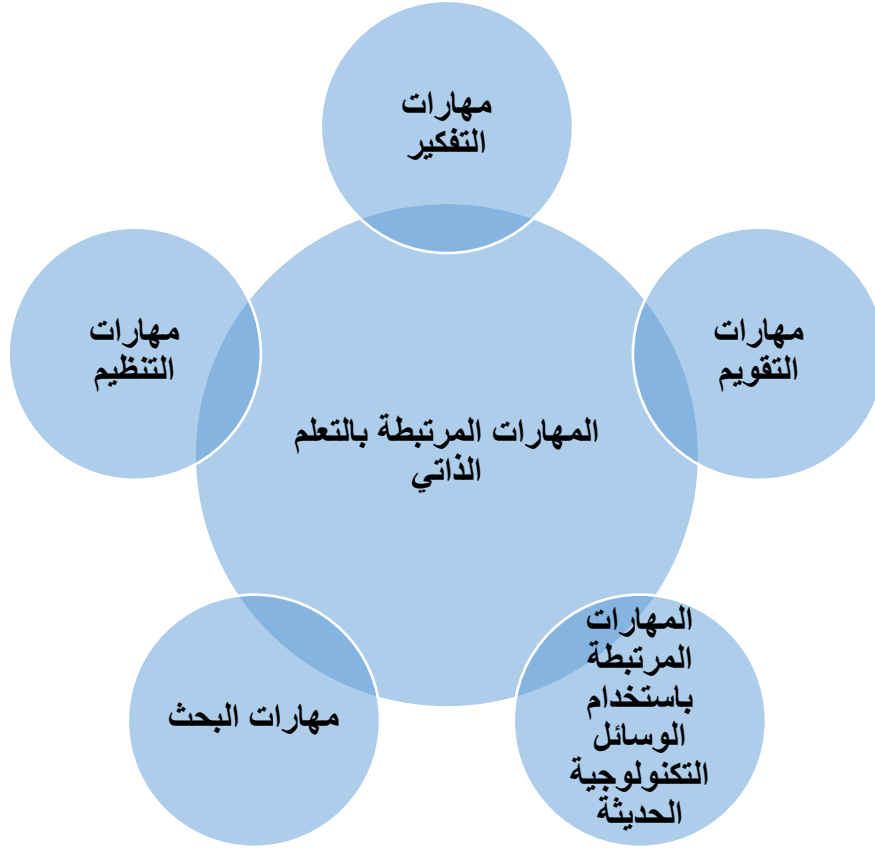 مهارات
التفكير
مهارات
التقويم
المهارات
المرتبطة
باستخدام
الوسائل
التكنولوجية
الحديثة
مهارات البحث
مهارات
التنظيم
المهارات المرتبطة بالتعلم
الذاتي